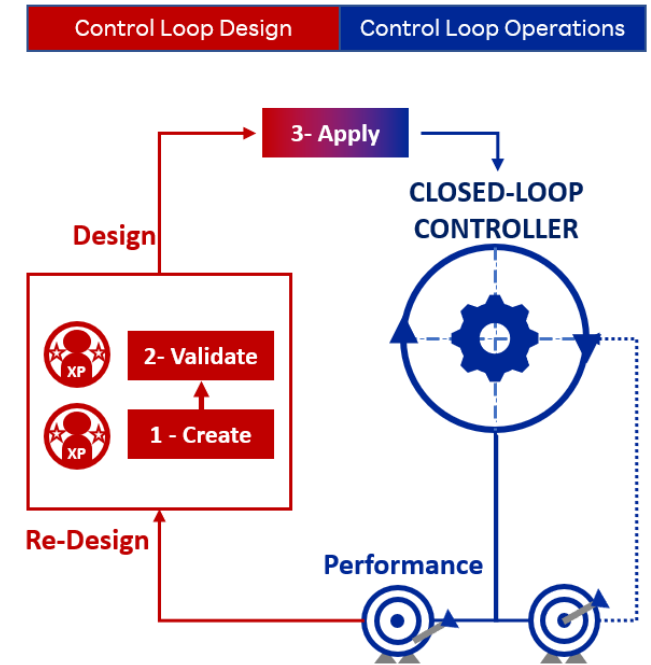 Control Loop Design
Control Loop Operations
3- Apply
CLOSED-LOOP
CONTROLLER
Design
XP
2- Validate
XP
1 - Create
Re-Design
Performance